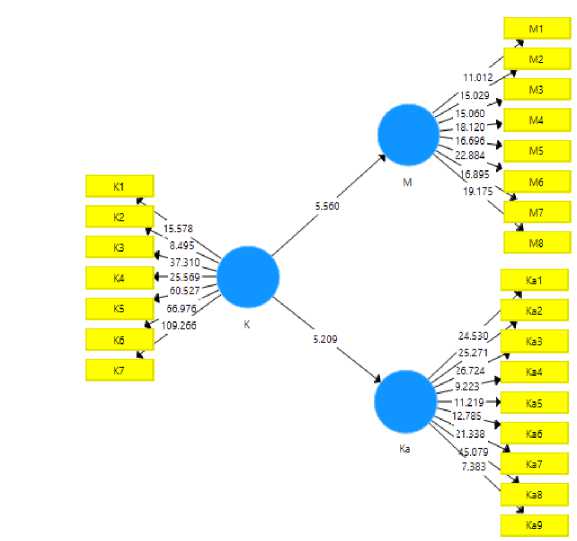 K1
K2
K3
K4
K5
K6
K7
15.578
8.495
37.310
25.569
60.527
66.976
109.266
K
5.560
5.209
M
11.012
15.029
15.060
18.120
16.696
22.884
16.895
19.175
M1
M2
M3
M4
M5
M6
M7
M8
Ka
24.530
25.271
26.724
9.223
11.219
12.785
21.338
45.079
7.383
Ka1
Ka2
Ka3
Ka4
Ka5
Ka6
Ka7
Ka8
Ka9